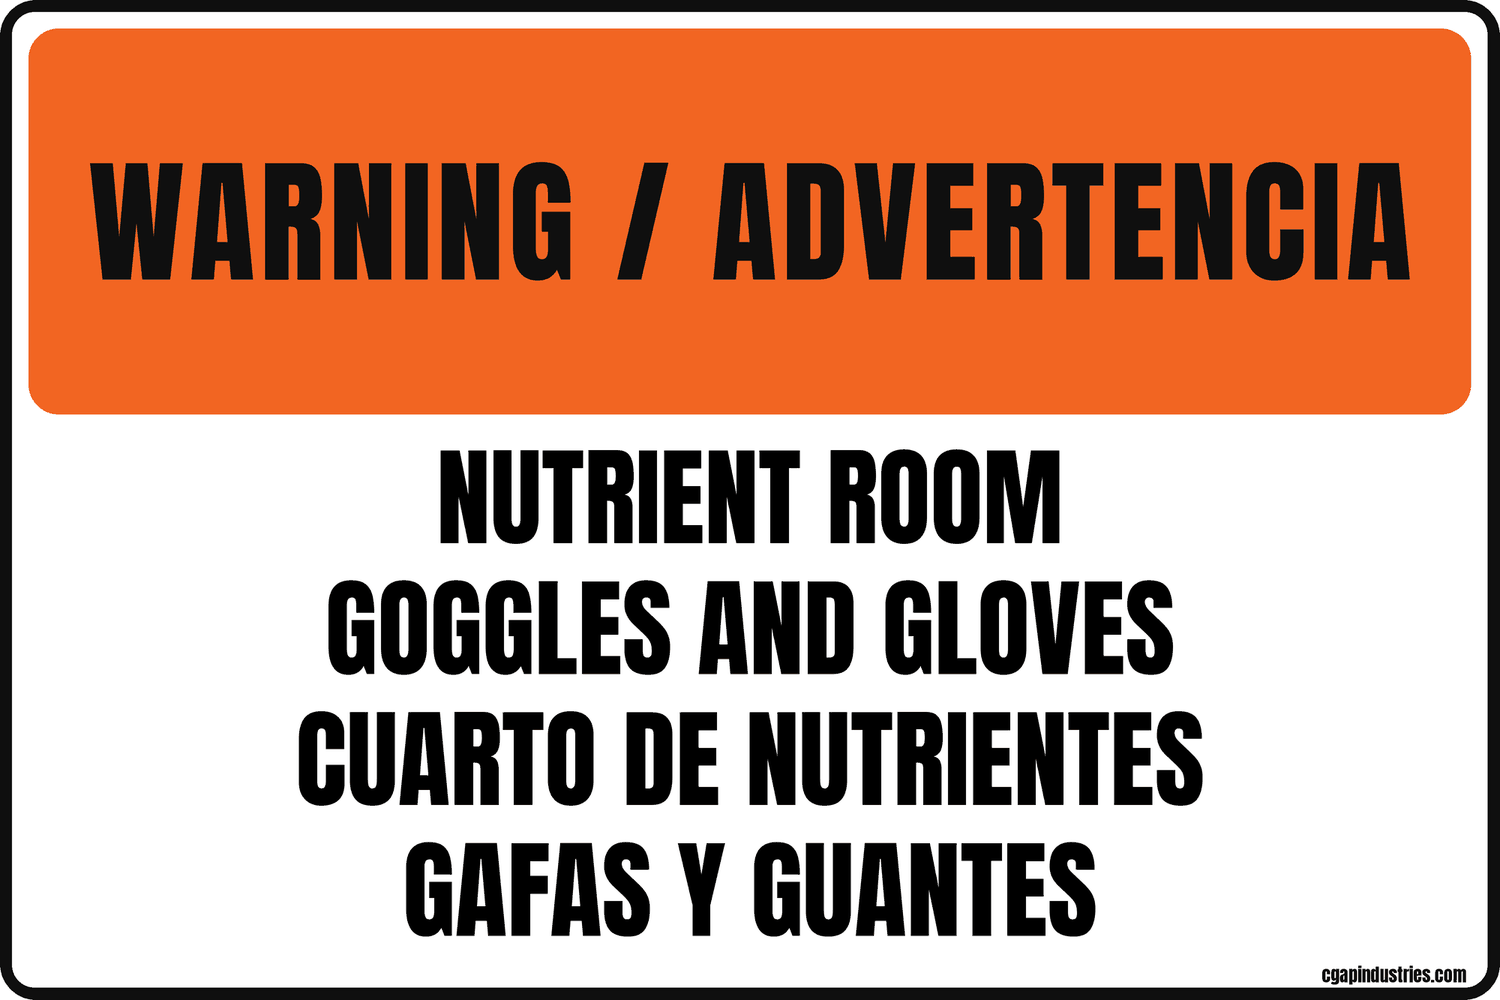 WARNING / ADVERTENCIA
NUTRIENT ROOM
GOGGLES AND GLOVES
CUARTO DE NUTRIENTES
GAFAS Y GUANTES
cgapindustries.com